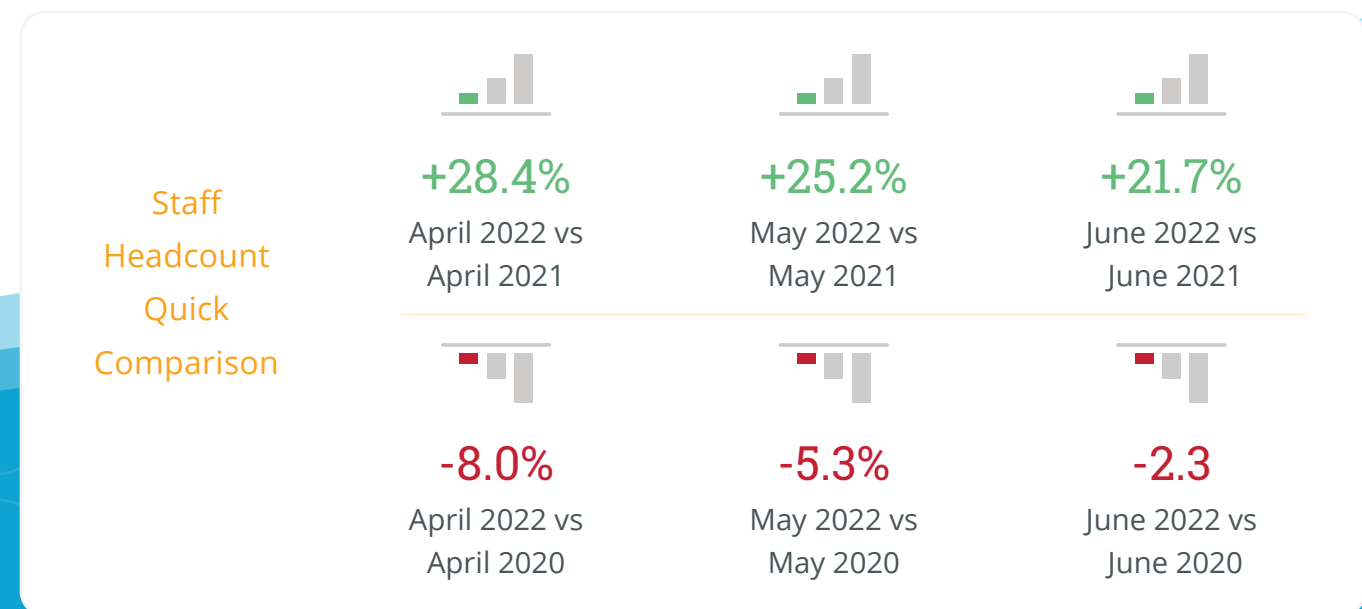 Staff
Headcount
Quick
Comparison
+28.4%
April 2022 vs
April 2021
+25.2%
May 2022 vs
May 2021
+21.7%
June 2022 vs
June 2021
-8.0%
April 2022 vs
April 2020
-5.3%
May 2022 vs
May 2020
-2.3
June 2022 vs
June 2020